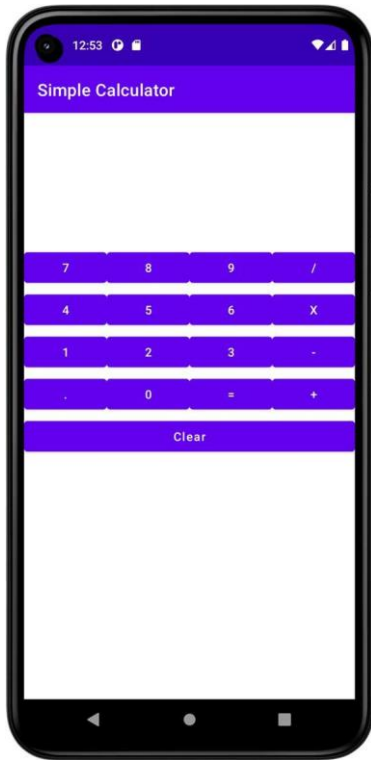 12:53
Simple Calculator
7 8 9 /
4 5 6 X
1 2 3 -
. 0 = +
Clear